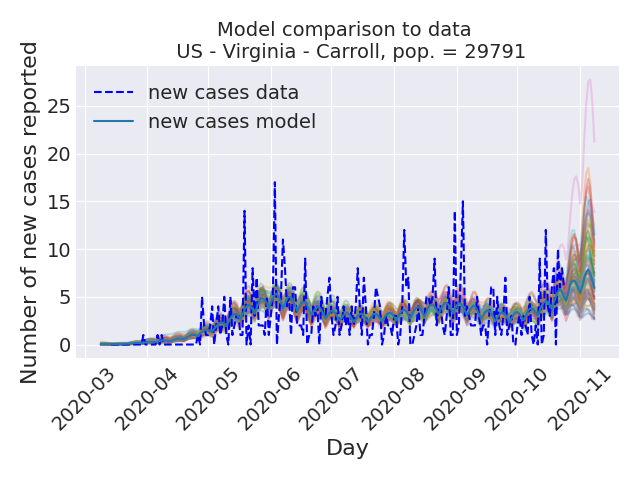 Model comparison to data
US - Virginia - Carroll, pop. = 29791
Number of new cases reported
new cases data
new cases model
25
20
15
10
5
0
2020-03
2020-04
2020-05
2020-06
2020-07
2020-08
2020-09
2020-10
2020-11
Day